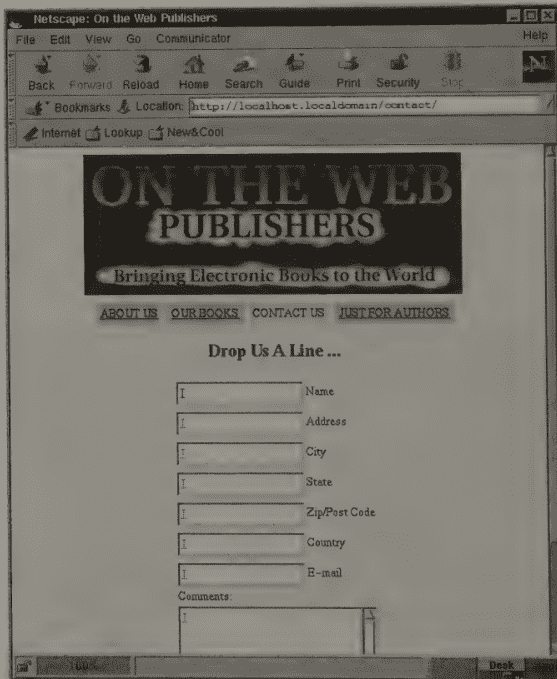 Netscape: On the Web Publishers
File Edit View Go Communicator Help
Back Forward Reload Home Search Guide Print Security Stop
Bookmarks Location: http://localhost.localdomain/contact/
Internet Lookup New&Cool
ON THE WEB
PUBLISHERS
Bringing Electronic Books to the World
ABOUT US OUR BOOKS CONTACT US JUST FOR AUTHORS
Drop Us A Line ...
Name
Address
City
State
Zip/Post Code
Country
E-mail
Comments:
100%
Desk